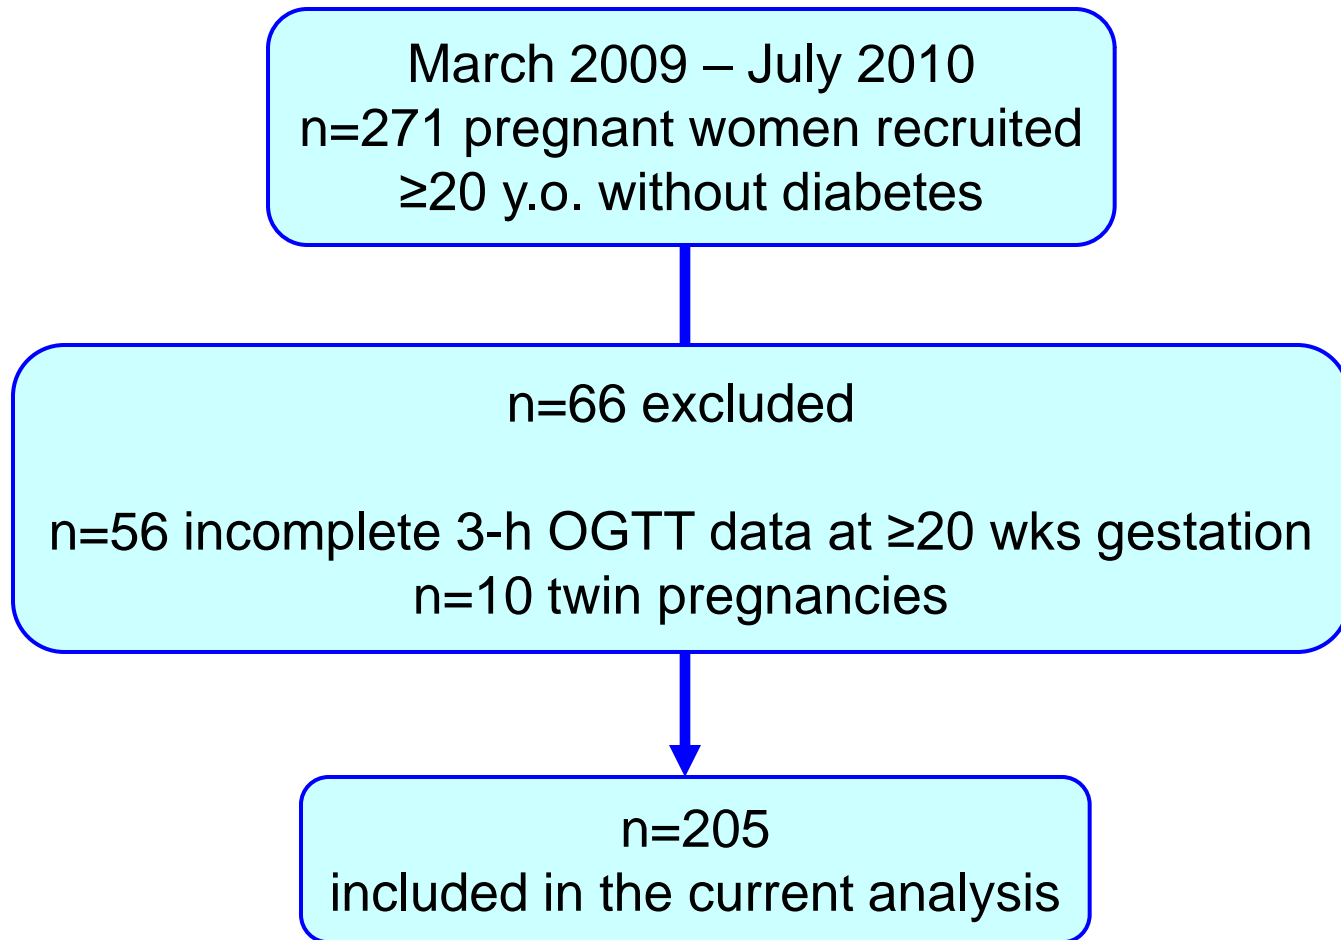 March 2009 – July 2010
n=271 pregnant women recruited
≥20 y.o. without diabetes
n=66 excluded
n=56 incomplete 3-h OGTT data at ≥20 wks gestation
n=10 twin pregnancies
n=205
included in the current analysis